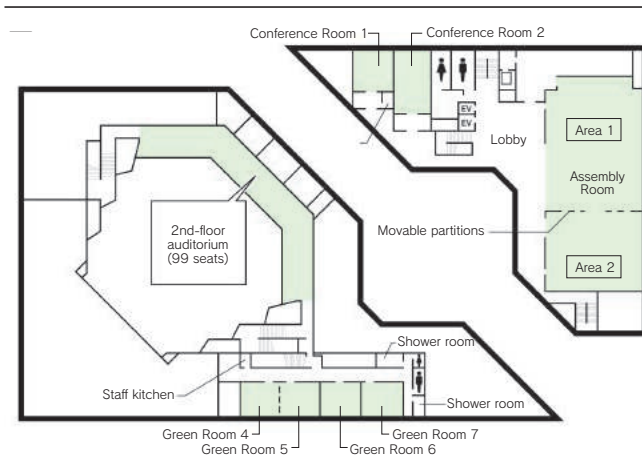 Conference Room 1
Conference Room 2
EV
EV
Lobby
Area 1
Assembly
Room
Movable partitions
Area 2
2nd-floor
auditorium
(99 seats)
Shower room
Staff kitchen
Shower room
Green Room 4
Green Room 5
Green Room 6
Green Room 7